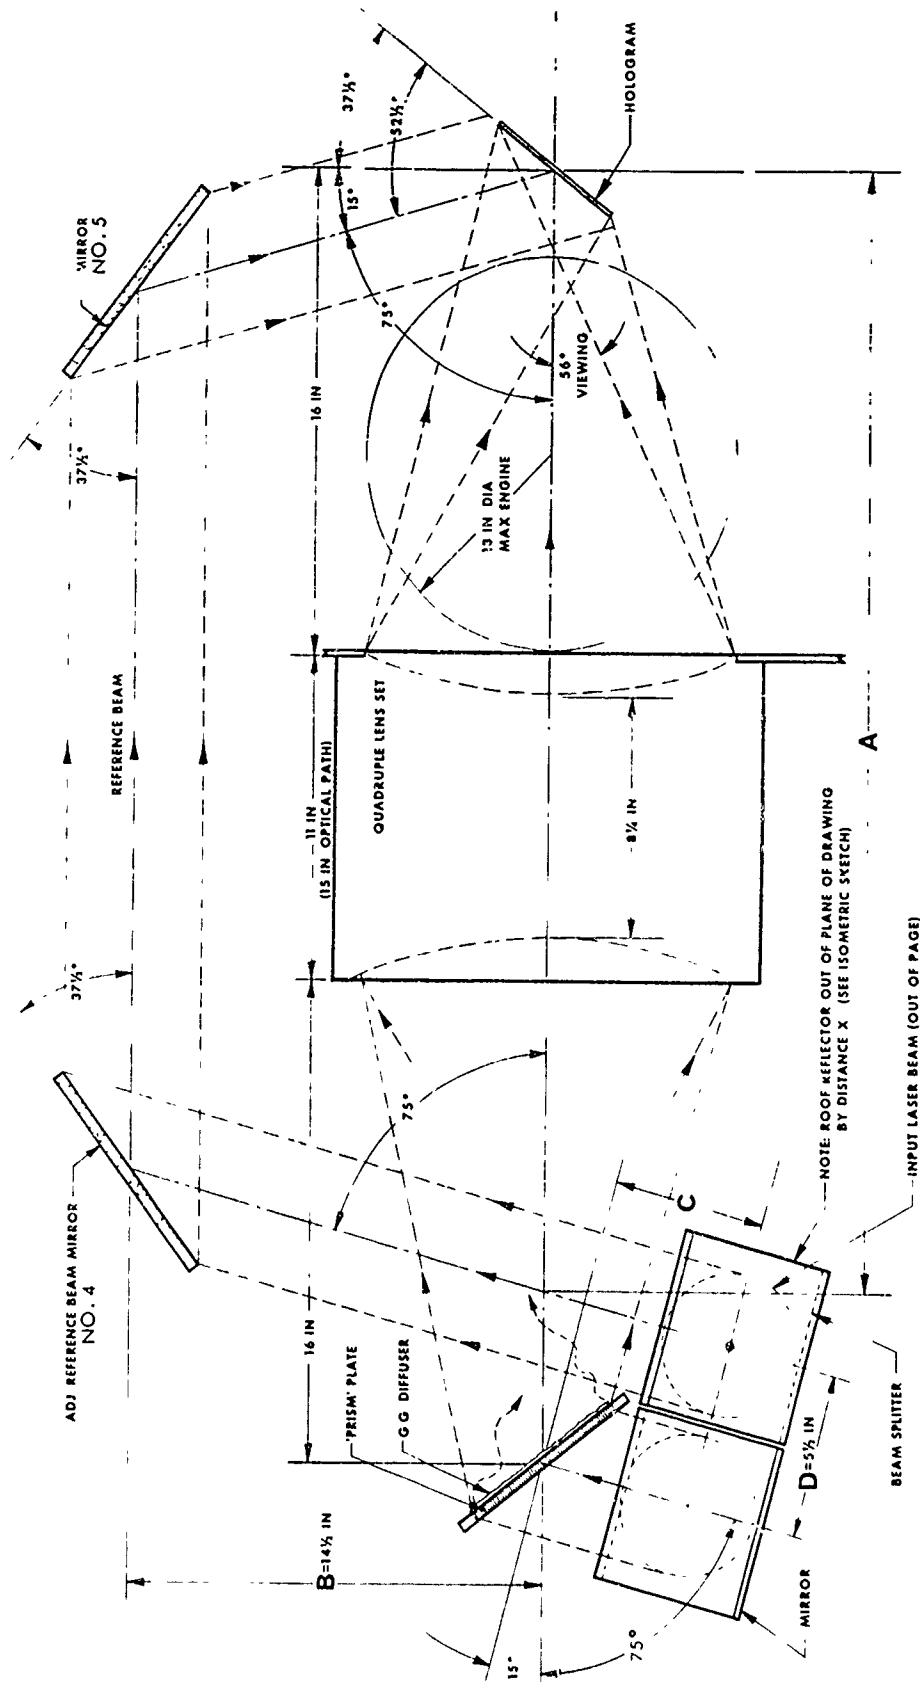 ADJ REFERENCE BEAM MIRROR
NO. 4
37½°
REFERENCE BEAM
37½°
MIRROR
NO. 5
37½°
52½°
15°
75°
16 IN
11 IN
(15 IN OPTICAL PATH)
16 IN
B=14½ IN
'PRISM' PLATE
GG DIFFUSER
75°
QUADRUPLE LENS SET
8¼ IN
13 IN DIA
MAX ENGINE
56°
VIEWING
HOLOGRAM
15°
75°
C
A
MIRROR
D=5½ IN
BEAM SPLITTER
NOTE: ROOF REFLECTOR OUT OF PLANE OF DRAWING
BY DISTANCE X (SEE ISOMETRIC SKETCH)
INPUT LASER BEAM (OUT OF PAGE)